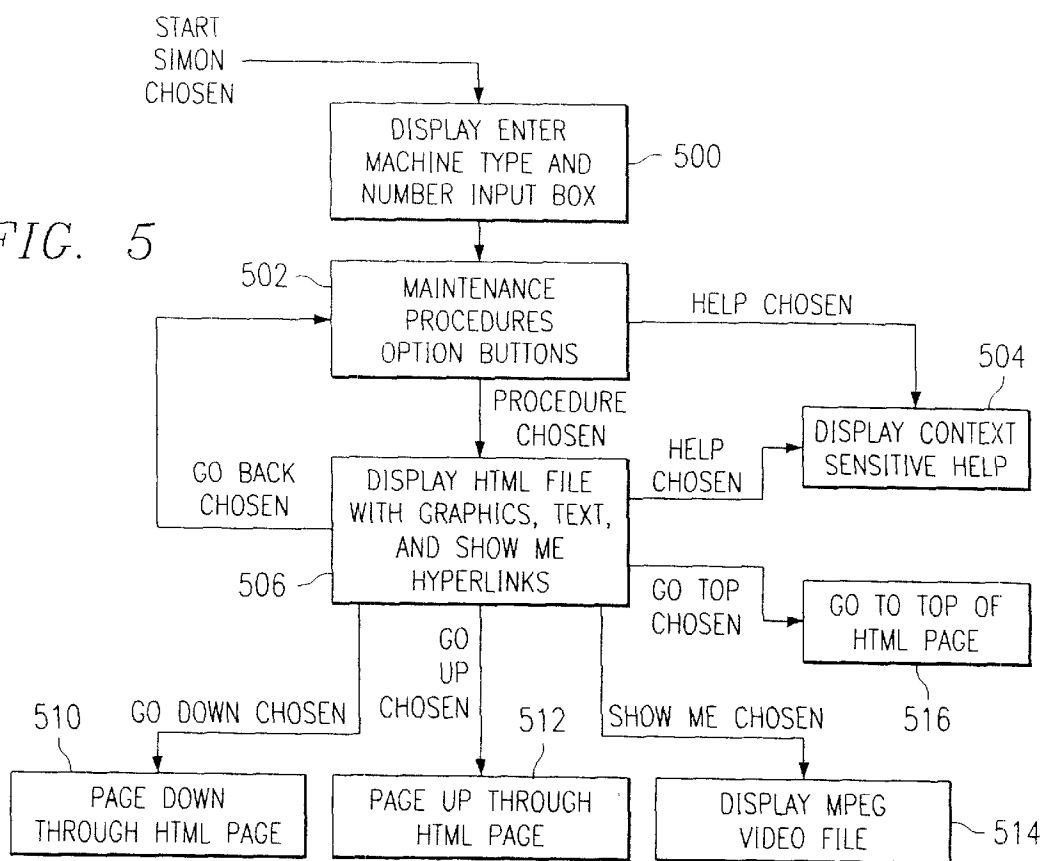 START
SIMON
CHOSEN
DISPLAY ENTER
MACHINE TYPE AND
NUMBER INPUT BOX
500
FIG. 5
502
MAINTENANCE
PROCEDURES
OPTION BUTTONS
HELP CHOSEN
504
PROCEDURE
CHOSEN
DISPLAY CONTEXT
SENSITIVE HELP
HELP
CHOSEN
GO BACK
CHOSEN
DISPLAY HTML FILE
WITH GRAPHICS, TEXT,
AND SHOW ME
HYPERLINKS
506
GO TOP
CHOSEN
GO TO TOP OF
HTML PAGE
516
GO
UP
CHOSEN
510
GO DOWN CHOSEN
512
SHOW ME CHOSEN
PAGE DOWN
THROUGH HTML PAGE
PAGE UP THROUGH
HTML PAGE
DISPLAY MPEG
VIDEO FILE
514